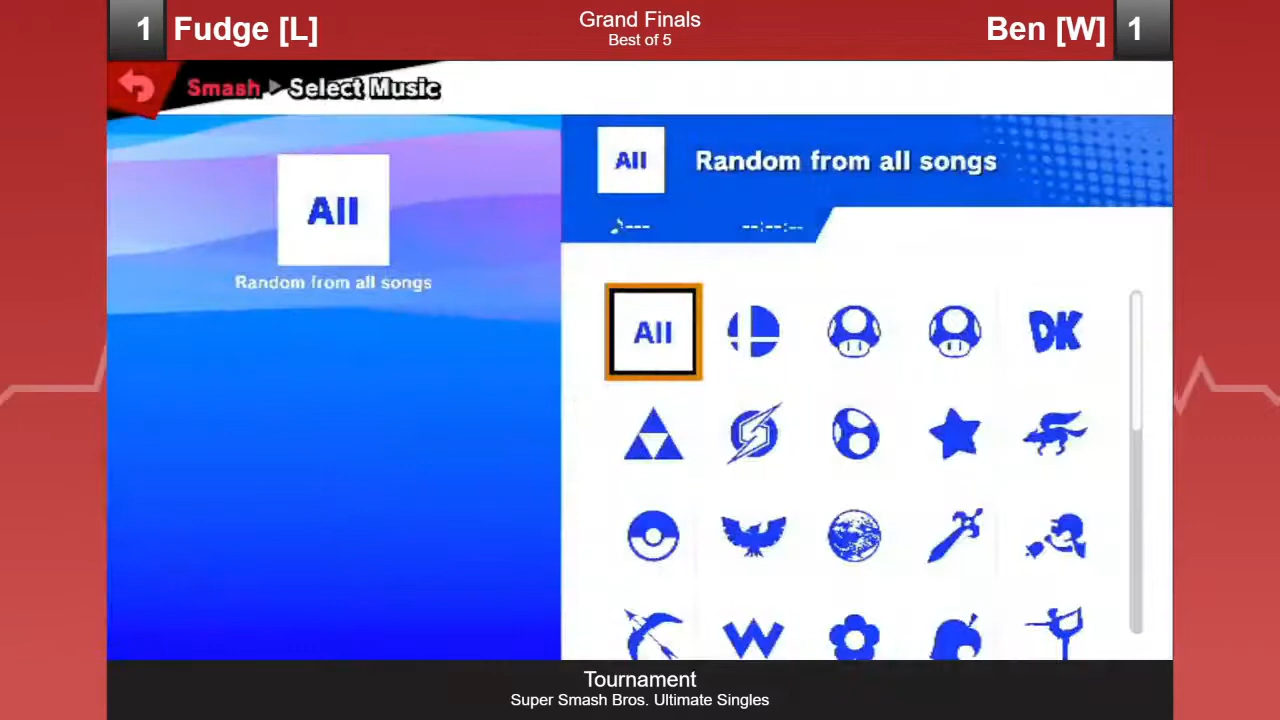 1 Fudge [L]
Grand Finals
Best of 5
Ben [W] 1
Smash Select Music
All
Random from all songs
All
Random from all songs
---
--:--:--
All
DK
Tournament
Super Smash Bros. Ultimate Singles